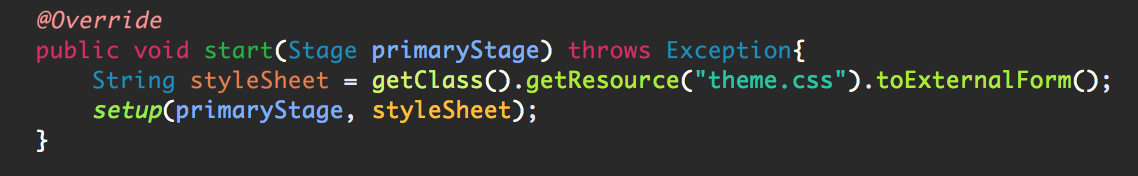 @Override
public void start(Stage primaryStage) throws Exception{
    String styleSheet = getClass().getResource("theme.css").toExternalForm();
    setup(primaryStage, styleSheet);
}